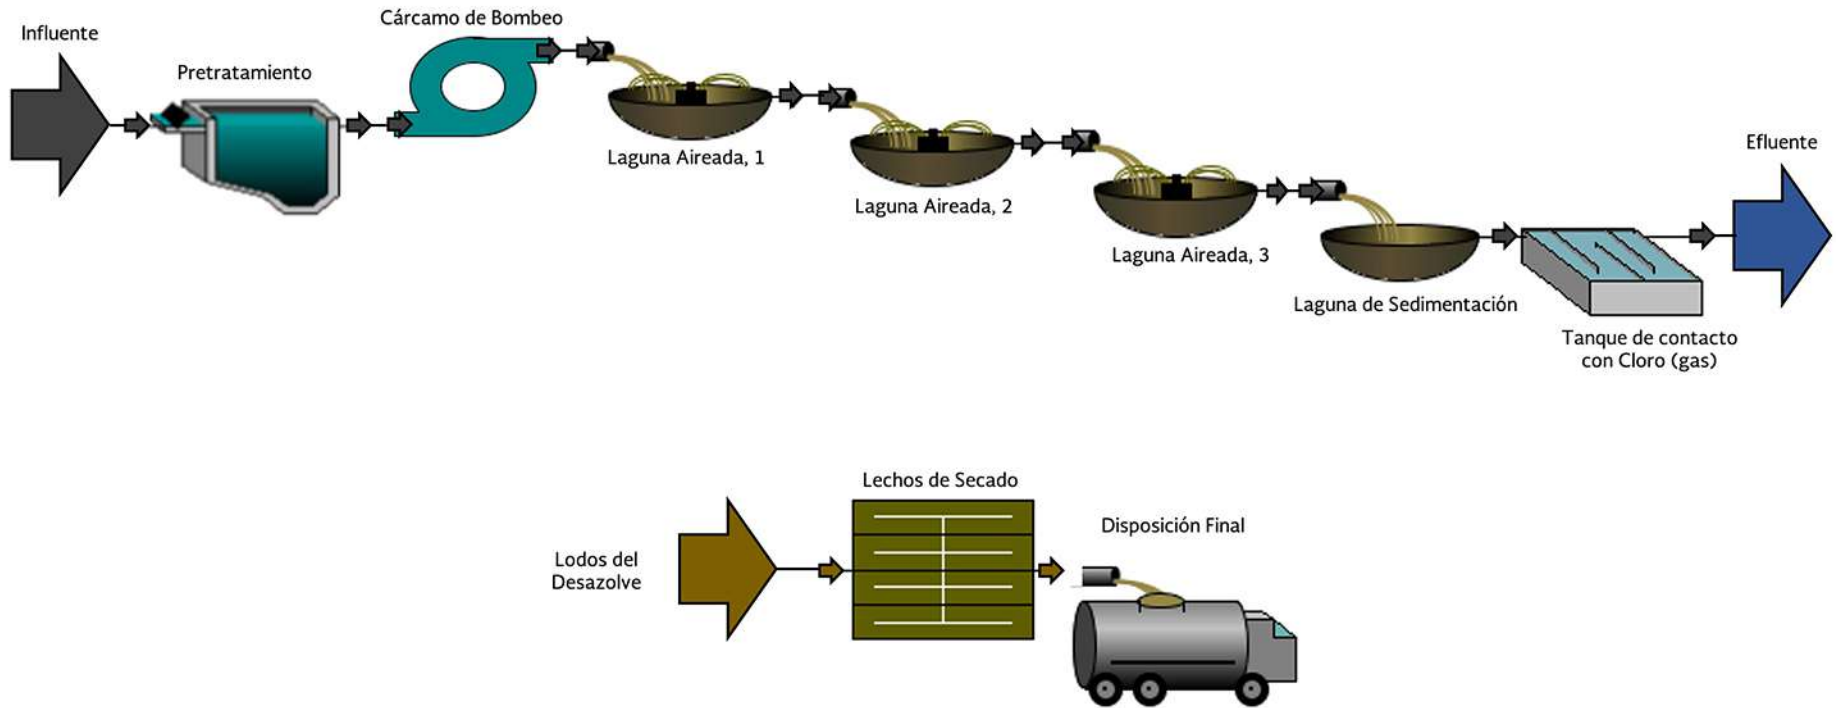 Influente
Pretratamiento
Cárcamo de Bombeo
Laguna Aireada, 1
Laguna Aireada, 2
Laguna Aireada, 3
Laguna de Sedimentación
Tanque de contacto
con Cloro (gas)
Efluente
Lodos del
Desazolve
Lechos de Secado
Disposición Final